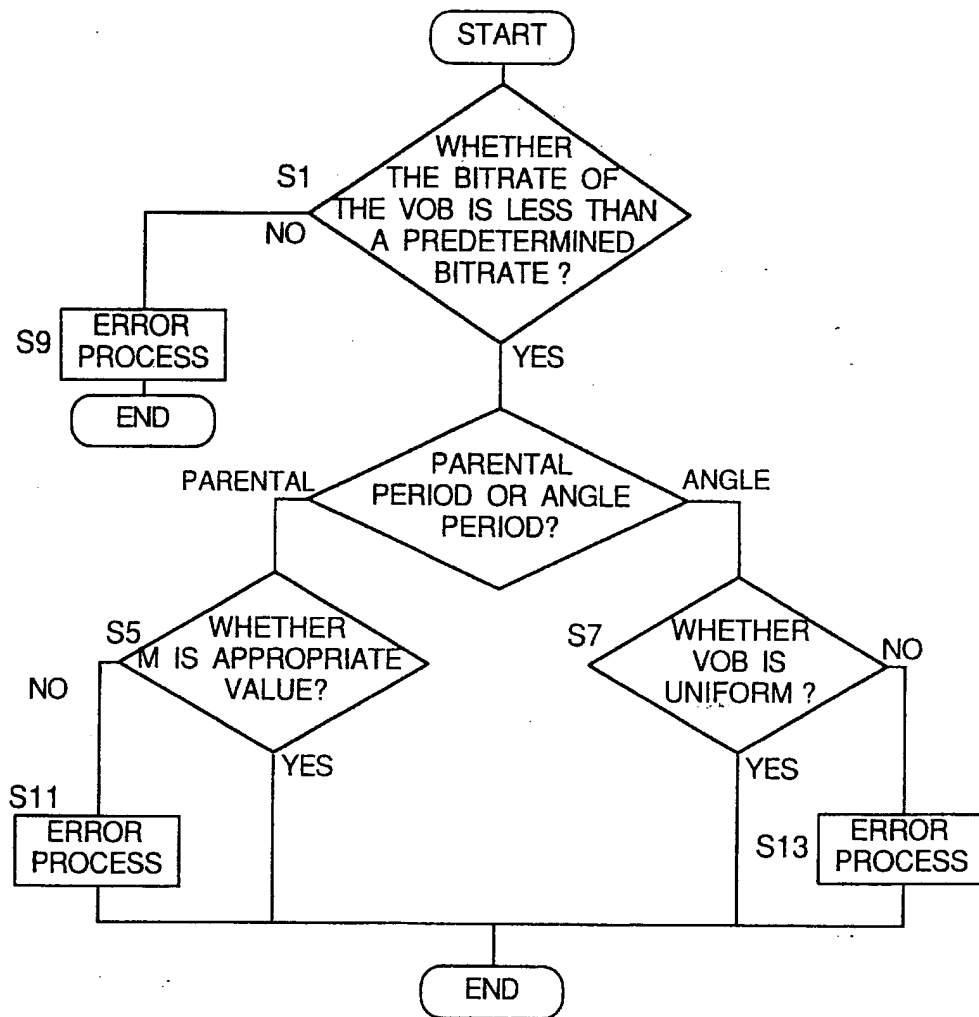 START
S1
WHETHER
THE BITRATE OF
THE VOB IS LESS THAN
A PREDETERMINED
BITRATE ?
NO
YES
S9
ERROR
PROCESS
END
PARENTAL
PARENTAL
PERIOD OR ANGLE
PERIOD?
ANGLE
S5
WHETHER
M IS APPROPRIATE
VALUE?
NO
YES
S7
WHETHER
VOB IS
UNIFORM ?
NO
YES
S11
ERROR
PROCESS
S13
ERROR
PROCESS
END